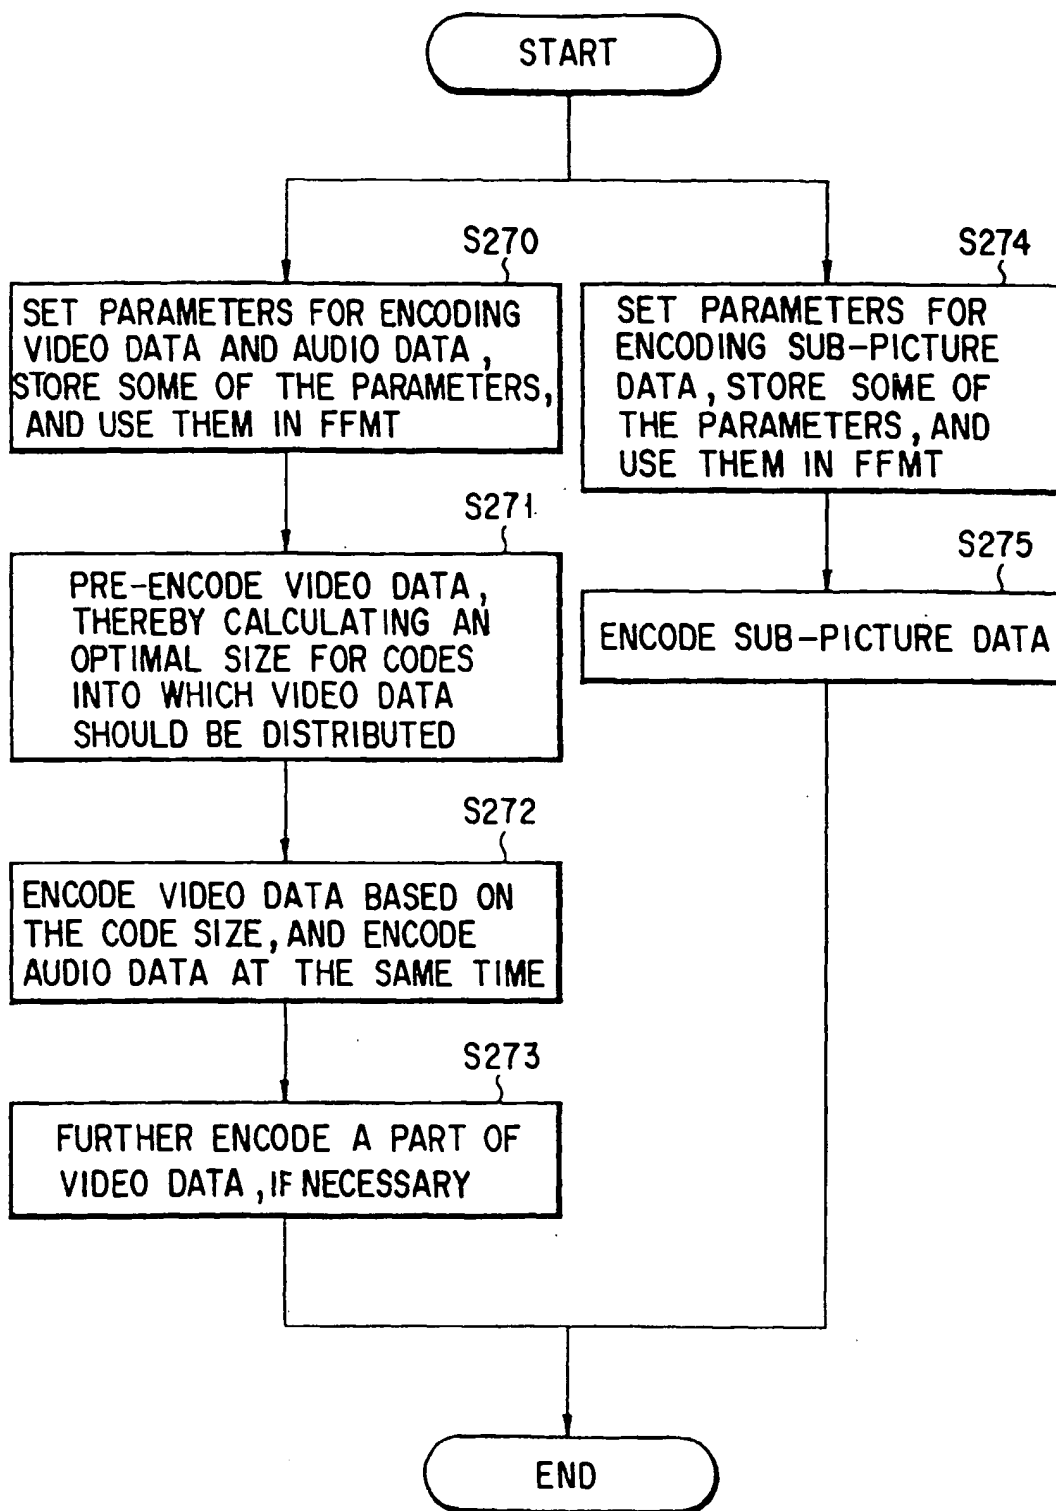 START
S270
SET PARAMETERS FOR ENCODING
VIDEO DATA AND AUDIO DATA,
STORE SOME OF THE PARAMETERS,
AND USE THEM IN FFMT
S271
PRE-ENCODE VIDEO DATA,
THEREBY CALCULATING AN
OPTIMAL SIZE FOR CODES
INTO WHICH VIDEO DATA
SHOULD BE DISTRIBUTED
S272
ENCODE VIDEO DATA BASED ON
THE CODE SIZE, AND ENCODE
AUDIO DATA AT THE SAME TIME
S273
FURTHER ENCODE A PART OF
VIDEO DATA, IF NECESSARY
S274
SET PARAMETERS FOR
ENCODING SUB-PICTURE
DATA, STORE SOME OF
THE PARAMETERS, AND
USE THEM IN FFMT
S275
ENCODE SUB-PICTURE DATA
END